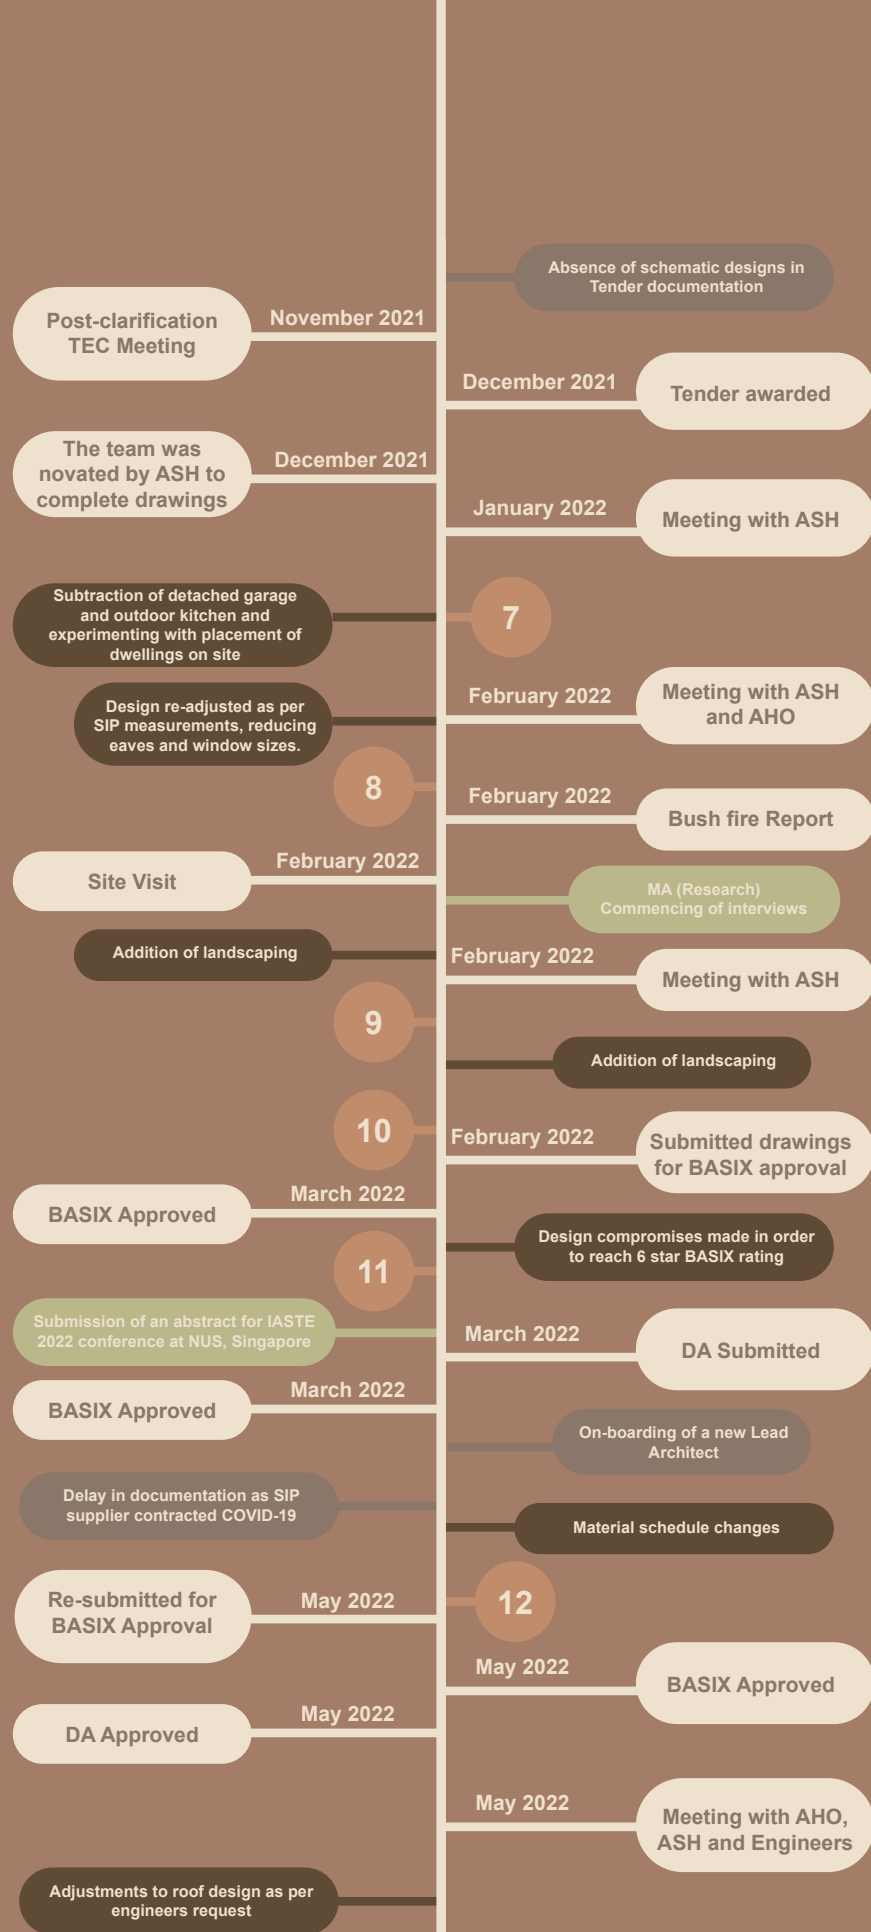 Absence of schematic designs in
Tender documentation
November 2021
Post-clarification
TEC Meeting
December 2021
Tender awarded
The team was
novated by ASH to
complete drawings
December 2021
January 2022
Meeting with ASH
Subtraction of detached garage
and outdoor kitchen and
experimenting with placement of
dwellings on site
7
Design re-adjusted as per
SIP measurements, reducing
eaves and window sizes.
February 2022
Meeting with ASH
and AHO
8
February 2022
Bush fire Report
February 2022
Site Visit
MA (Research)
Commencing of interviews
Addition of landscaping
February 2022
Meeting with ASH
9
Addition of landscaping
10
February 2022
Submitted drawings
for BASIX approval
March 2022
BASIX Approved
Design compromises made in order
to reach 6 star BASIX rating
11
Submission of an abstract for IASTE
2022 conference at NUS, Singapore
March 2022
DA Submitted
March 2022
BASIX Approved
On-boarding of a new Lead
Architect
Delay in documentation as SIP
supplier contracted COVID-19
Material schedule changes
Re-submitted for
BASIX Approval
May 2022
12
May 2022
BASIX Approved
May 2022
DA Approved
May 2022
Meeting with AHO,
ASH and Engineers
Adjustments to roof design as per
engineers request